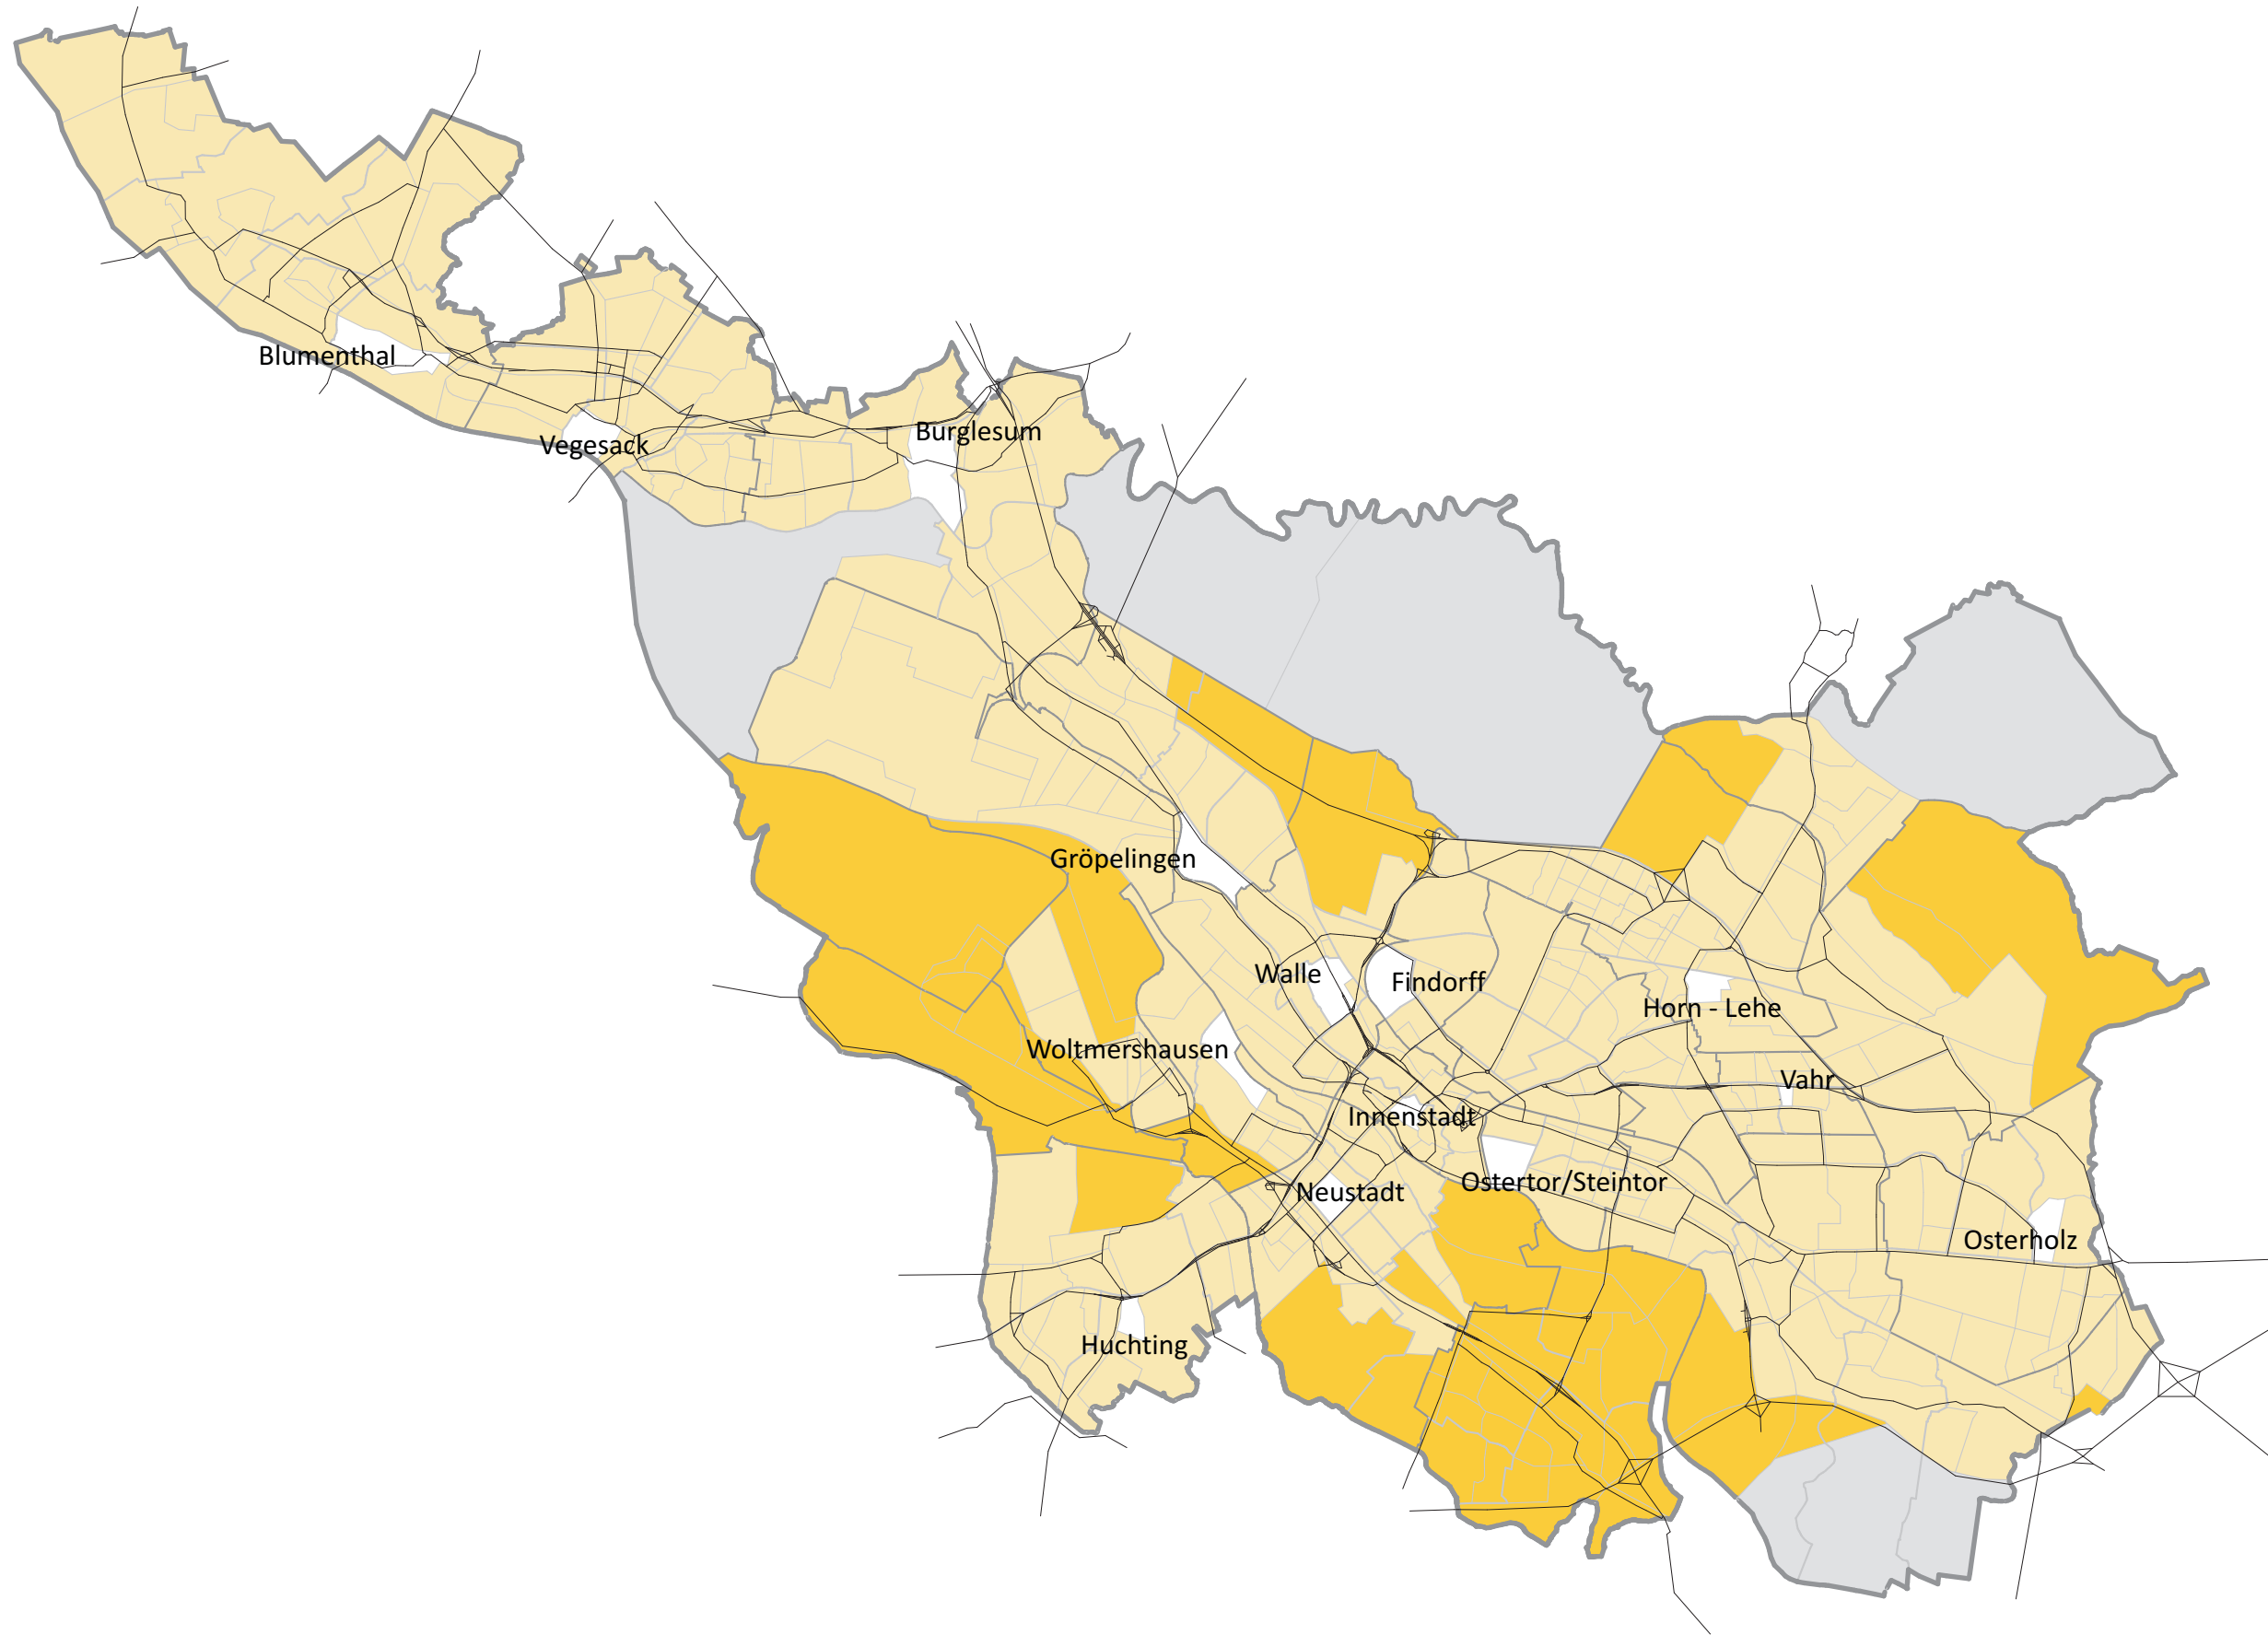 Blumenthal
Burglesum
Vegesack
Gröpelingen
Walle
Findorff
Horn - Lehe
Woltmershausen
Vahr
Innenstadt
Ostertor/Steintor
Neustadt
Osterholz
Huchting